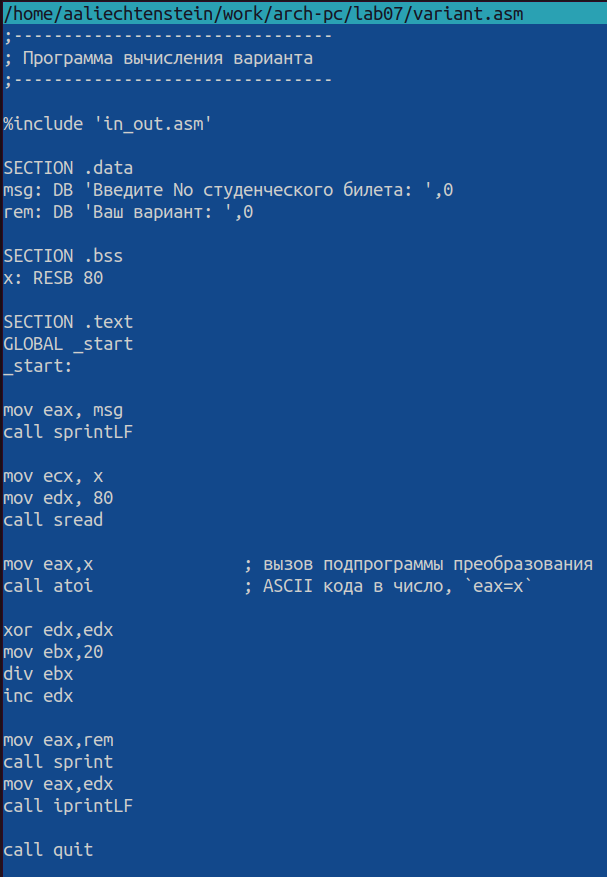 /home/aaliechtenstein/work/arch-pc/lab07/variant.asm
;--------------------------------
; Программа вычисления варианта
;--------------------------------
%include 'in_out.asm'
SECTION .data
msg: DB 'Введите No студенческого билета: ',0
rem: DB 'Ваш вариант: ',0
SECTION .bss
x: RESB 80
SECTION .text
GLOBAL _start
_start:
mov eax, msg
call sprintLF
mov ecx, x
mov edx, 80
call sread
mov eax,x ; вызов подпрограммы преобразования
call atoi ; ASCII кода в число, `eax=x`
xor edx,edx
mov ebx,20
div ebx
inc edx
mov eax,rem
call sprint
mov eax,edx
call iprintLF
call quit